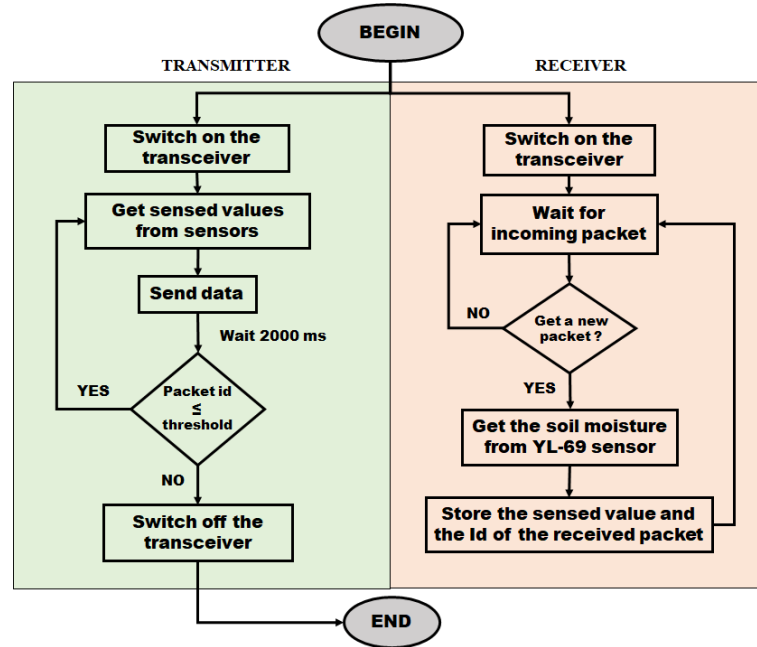 BEGIN
TRANSMITTER
Switch on the
transceiver
Get sensed values
from sensors
Send data
Wait 2000 ms
YES
Packet id
≤
threshold
NO
Switch off the
transceiver
RECEIVER
Switch on the
transceiver
Wait for
incoming packet
NO
Get a new
packet ?
YES
Get the soil moisture
from YL-69 sensor
Store the sensed value and
the Id of the received packet
END